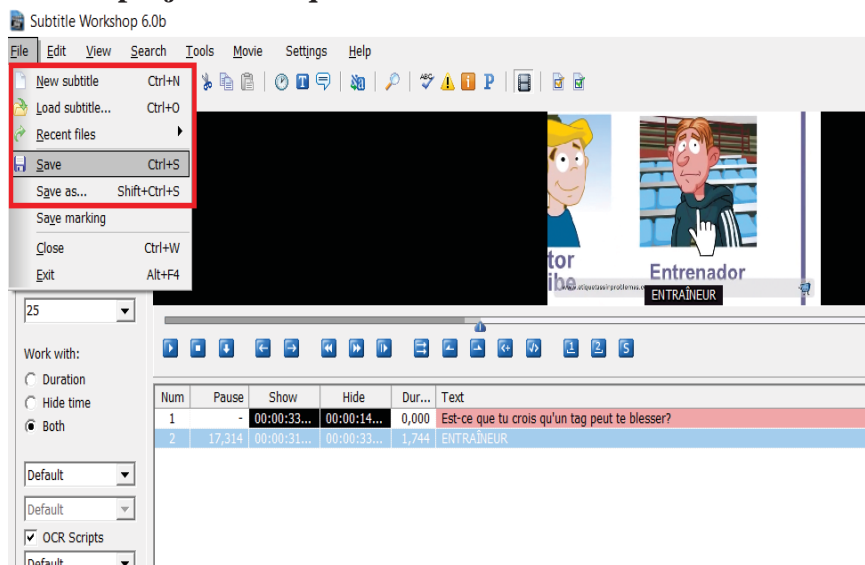 Subtitle Workshop 6.0b
File Edit View Search Tools Movie Settings Help
New subtitle Ctrl+N
Load subtitle... Ctrl+O
Recent files
Save Ctrl+S
Save as... Shift+Ctrl+S
Save marking
Close Ctrl+W
Exit Alt+F4
tor
ibe
Entrenador
ENTRAÎNEUR
25
Work with:
Duration
Hide time
Both
Default
Default
OCR Scripts
Default
Num Pause Show Hide Dur... Text
1 - 00:00:33... 00:00:14... 0,000 Est-ce que tu crois qu'un tag peut te blesser?
2 17,314 00:00:31... 00:00:33... 1,744 ENTRAÎNEUR